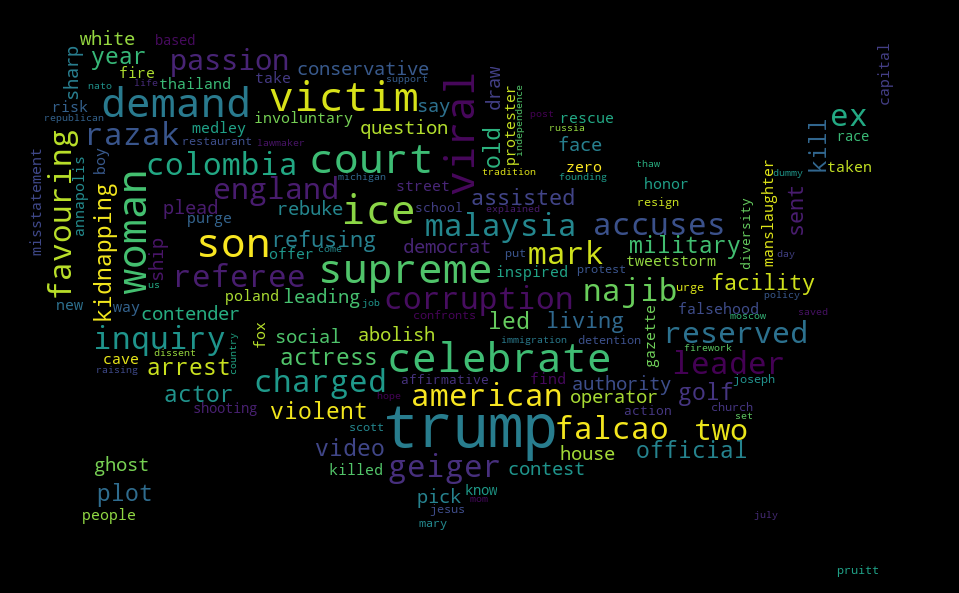 white
based
capital
year
passion
conservative
sharp
fire
take
support
nato
life
thailand
demand
victim
viral
draw
say
ex
risk
republican
involuntary
question
protester
independence
post
russia
rescue
kill
race
razak
medley
restaurant
lawmaker
old
face
favouring
boy
colombia
court
tradition
zero
thaw
taken
misstatement
annapolis
woman
michigan
founding
dummy
england
street
honor
kidnapping
ice
school
assisted
resign
manslaughter
sent
plead
purge
rebuke
explained
malaysia
accuses
diversity
ship
son
refusing
offer
come
democrat
put
protest
mark
military
tweetstorm
day
us
referee
supreme
inspired
najib
urge
facility
policy
new
way
poland
leading
job
corruption
falsehood
saved
contender
confronts
led
living
gazette
moscow
inquiry
fox
social
abolish
immigration
detention
reserved
firework
cave
dissent
country
arrest
actress
celebrate
leader
raising
charged
affirmative
find
authority
joseph
actor
hope
american
operator
golf
shooting
violent
action
church
set
scott
trump
falcao
two
video
house
official
ghost
killed
geiger
contest
plot
pick
know
mom
people
jesus
july
mary
pruitt